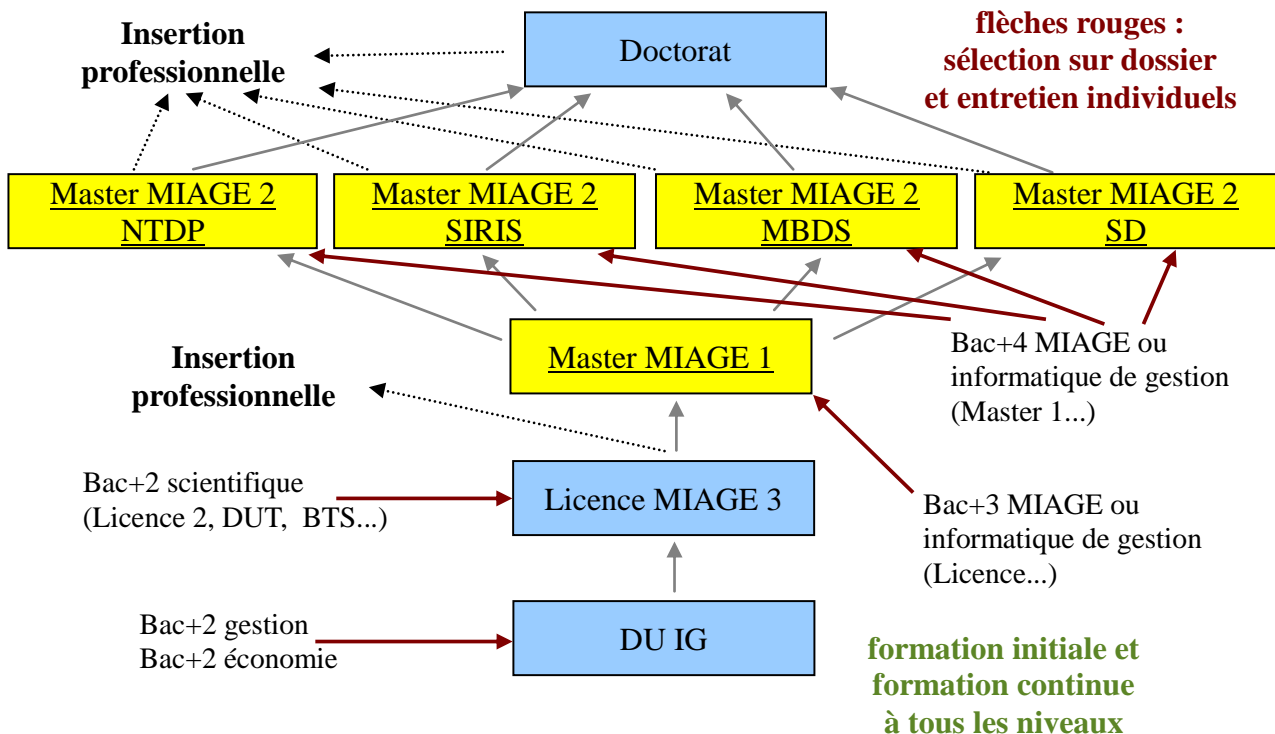 Insertion
professionnelle
Doctorat
flèches rouges :
sélection sur dossier
et entretien individuels
Master MIAGE 2
NTDP
Master MIAGE 2
SIRIS
Master MIAGE 2
MBDS
Master MIAGE 2
SD
Insertion
professionnelle
Master MIAGE 1
Bac+4 MIAGE ou
informatique de gestion
(Master 1...)
Bac+2 scientifique
(Licence 2, DUT, BTS...)
Licence MIAGE 3
Bac+3 MIAGE ou
informatique de gestion
(Licence...)
Bac+2 gestion
Bac+2 économie
DU IG
formation initiale et
formation continue
à tous les niveaux